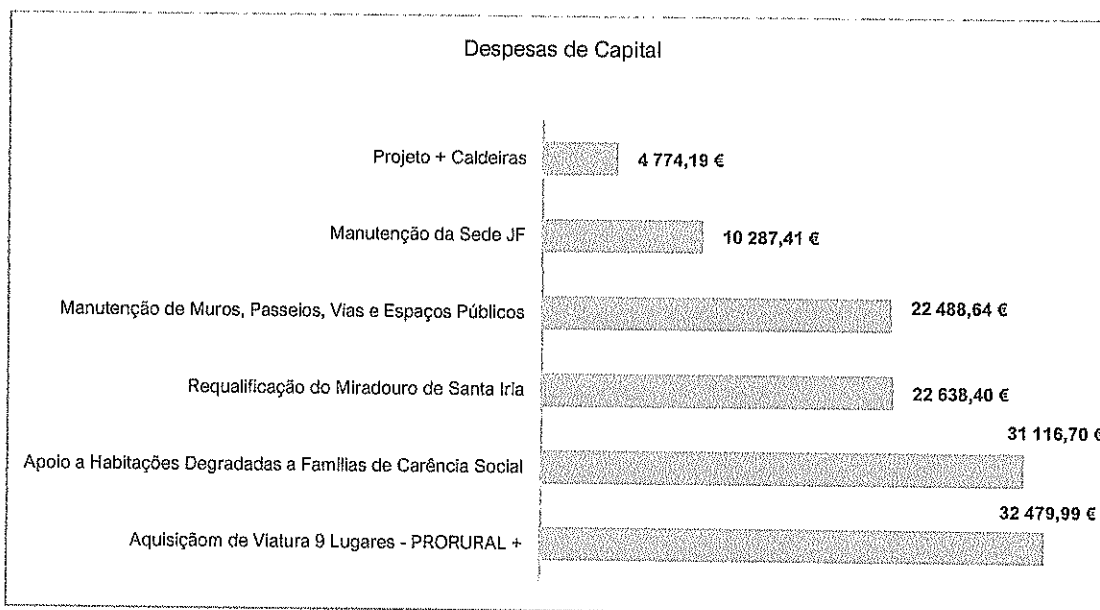 Despesas de Capital
Projeto + Caldeiras
4 774,19 €
Manutenção da Sede JF
10 287,41 €
Manutenção de Muros, Passeios, Vias e Espaços Públicos
22 488,64 €
Requalificação do Miradouro de Santa Iria
22 638,40 €
31 116,70 €
Apoio a Habitações Degradadas a Famílias de Carência Social
32 479,99 €
Aquisiçãom de Viatura 9 Lugares - PRORURAL +